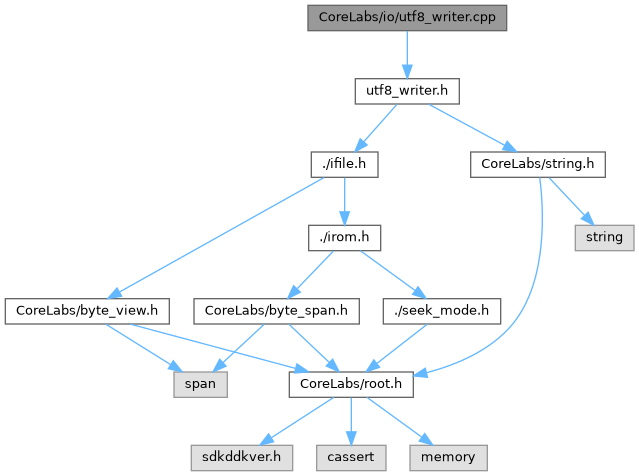 CoreLabs/io/utf8_writer.cpp
utf8_writer.h
./ifile.h
CoreLabs/string.h
./irom.h
string
CoreLabs/byte_view.h
CoreLabs/byte_span.h
./seek_mode.h
span
CoreLabs/root.h
sdkddkver.h
cassert
memory